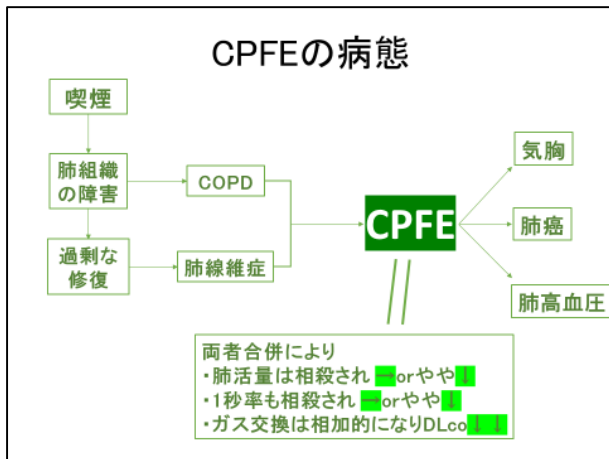 CPFEの病態
喫煙
肺組織
の障害
過剰な
修復
COPD
肺線維症
CPFE
気胸
肺癌
肺高血圧
両者合併により
・肺活量は相殺され →orやや↓
・1秒率も相殺され →orやや↓
・ガス交換は相加的になりDLco↓↓